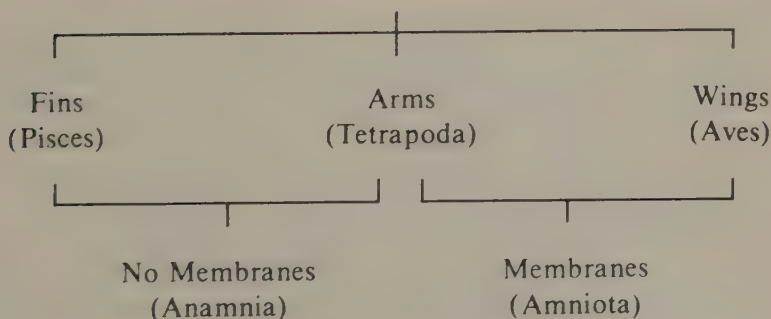 Fins Arms Wings
(Pisces) (Tetrapoda) (Aves)
No Membranes Membranes
(Anamnia) (Amniota)